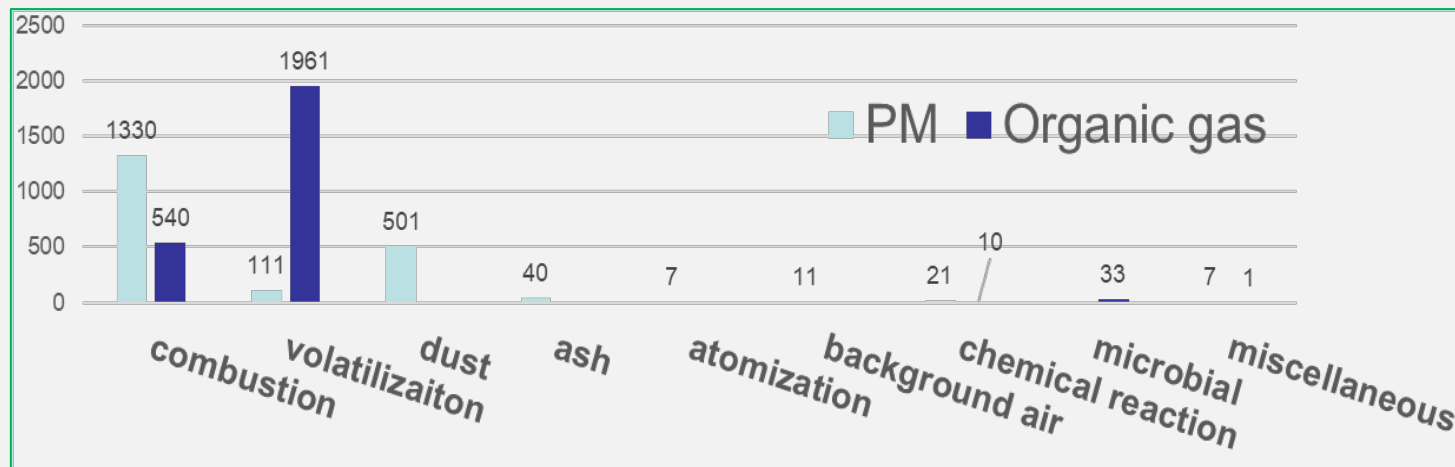 2500
2000
1500
1000
500
0
1330
540
111
1961
501
40
7
11
21
10
33
7
1
PM
Organic gas
combustion
volatilizaiton
dust
ash
atomization
background air
chemical reaction
microbial
miscellaneous